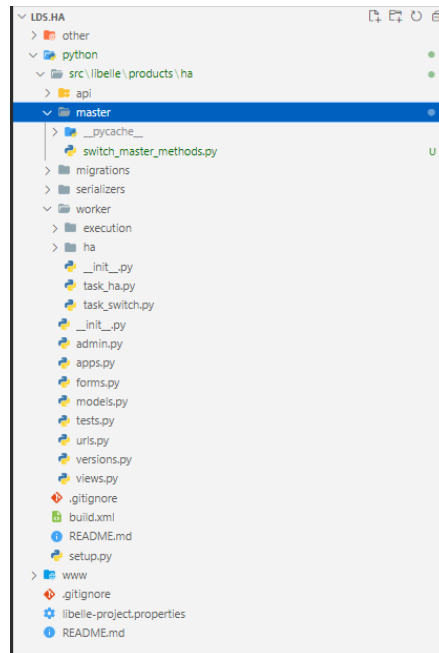 LDS.HA
other
python
src\libelle\products\ha
api
master
__pycache__
switch_master_methods.py U
migrations
serializers
worker
execution
ha
__init__.py
task_ha.py
task_switch.py
__init__.py
admin.py
apps.py
forms.py
models.py
tests.py
urls.py
versions.py
views.py
.gitignore
build.xml
README.md
setup.py
www
.gitignore
libelle-project.properties
README.md